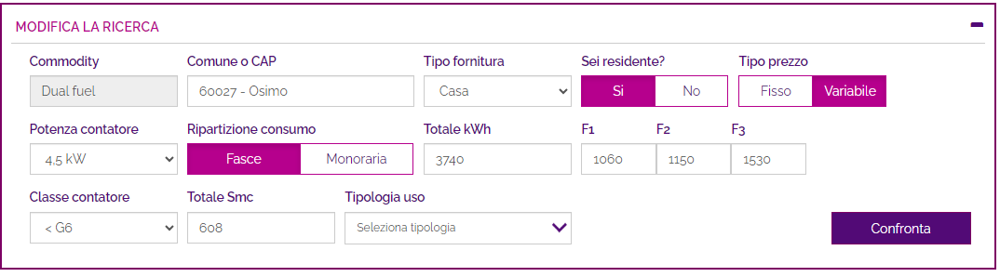 MODIFICA LA RICERCA
Commodity Comune o CAP Tipo fornitura Sei residente? Tipo prezzo
Dual fuel 60027 - Osimo Casa Si No Fisso Variabile
Potenza contatore Ripartizione consumo Totale kWh F1 F2 F3
4,5 kW Fasce Monoraria 3740 1060 1150 1530
Classe contatore Totale Smc Tipologia uso
< G6 608 Seleziona tipologia Confronta